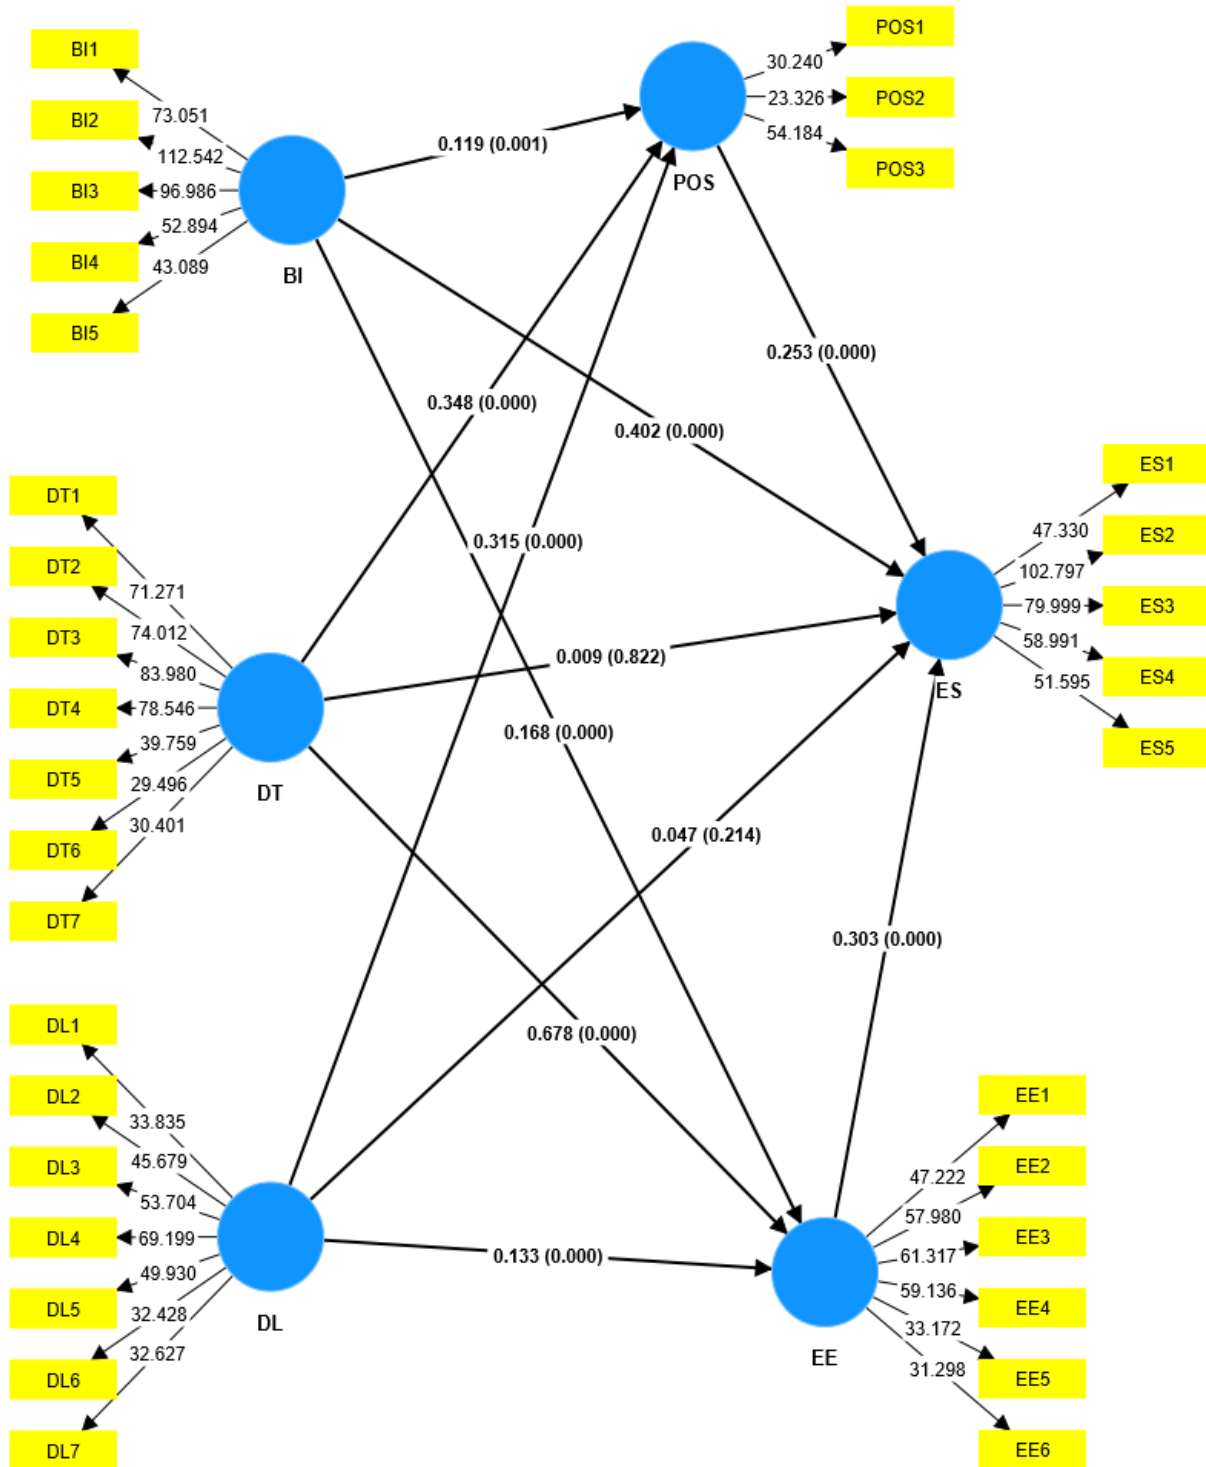 POS1
BI1
30.240
73.051
POS2
23.326
BI2
54.184
0.119 (0.001)
112.542
POS3
POS
BI3
96.986
52.894
BI4
43.089
BI
BI5
0.253 (0.000)
0.348 (0.000)
0.402 (0.000)
ES1
DT1
47.330
ES2
0.315 (0.000)
DT2
102.797
71.271
79.999
ES3
DT3
74.012
58.991
0.009 (0.822)
83.980
ES4
51.595
ES
DT4
78.546
0.168 (0.000)
39.759
ES5
DT5
29.496
DT
30.401
0.047 (0.214)
DT6
DT7
0.303 (0.000)
DL1
0.678 (0.000)
DL2
EE1
33.835
45.679
DL3
EE2
47.222
53.704
57.980
DL4
69.199
EE3
0.133 (0.000)
61.317
49.930
59.136
DL5
EE4
32.428
DL
33.172
32.627
EE
31.298
DL6
EE5
DL7
EE6